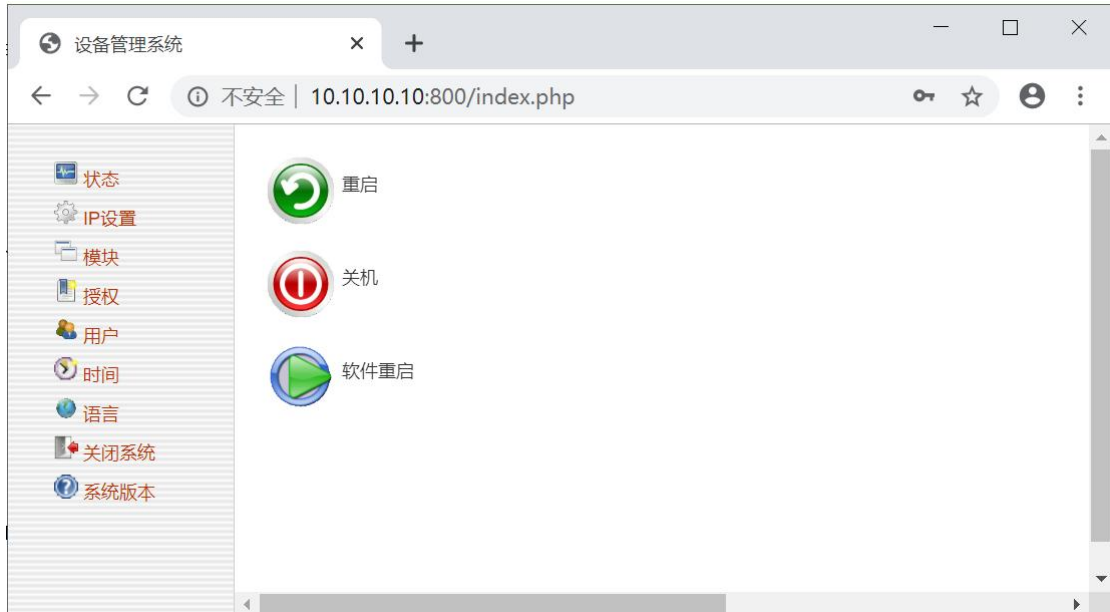 设备管理系统
不安全 | 10.10.10.10:800/index.php
状态
IP设置
模块
授权
用户
时间
语言
关闭系统
系统版本
重启
关机
软件重启